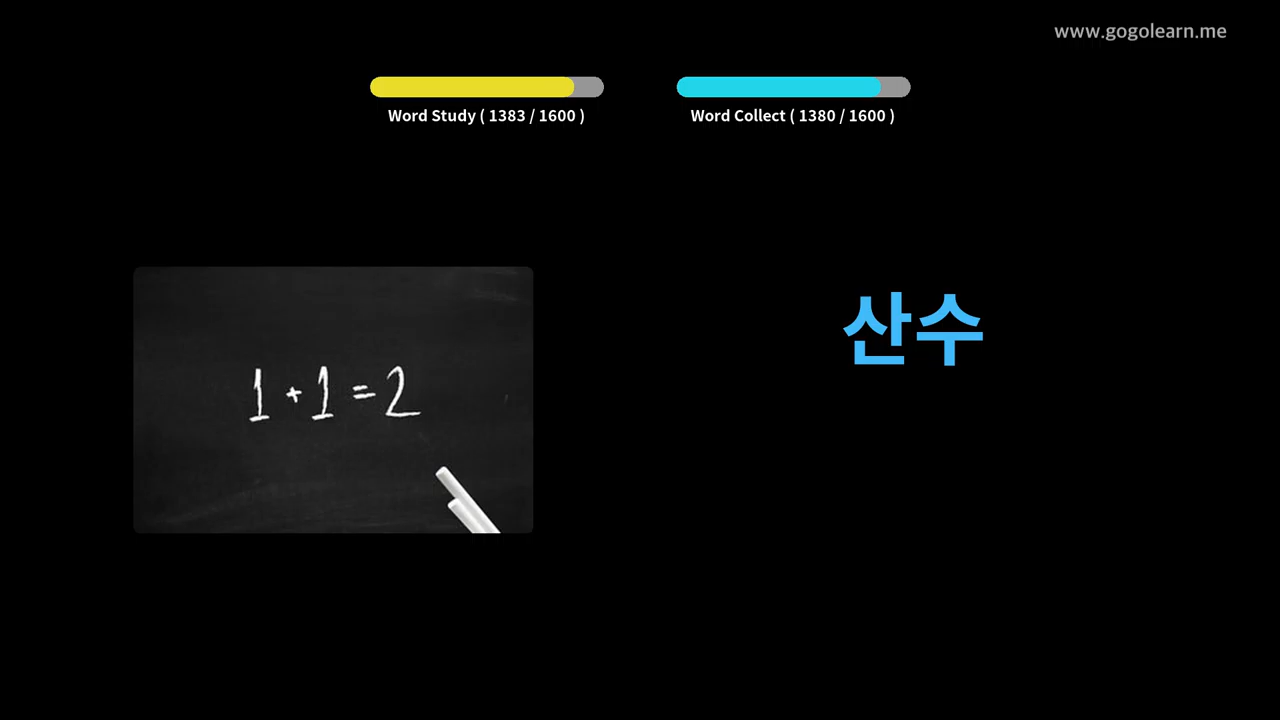 www.gogolearn.me
Word Study ( 1383 / 1600 )
Word Collect ( 1380 / 1600 )
1 + 1 = 2
산수